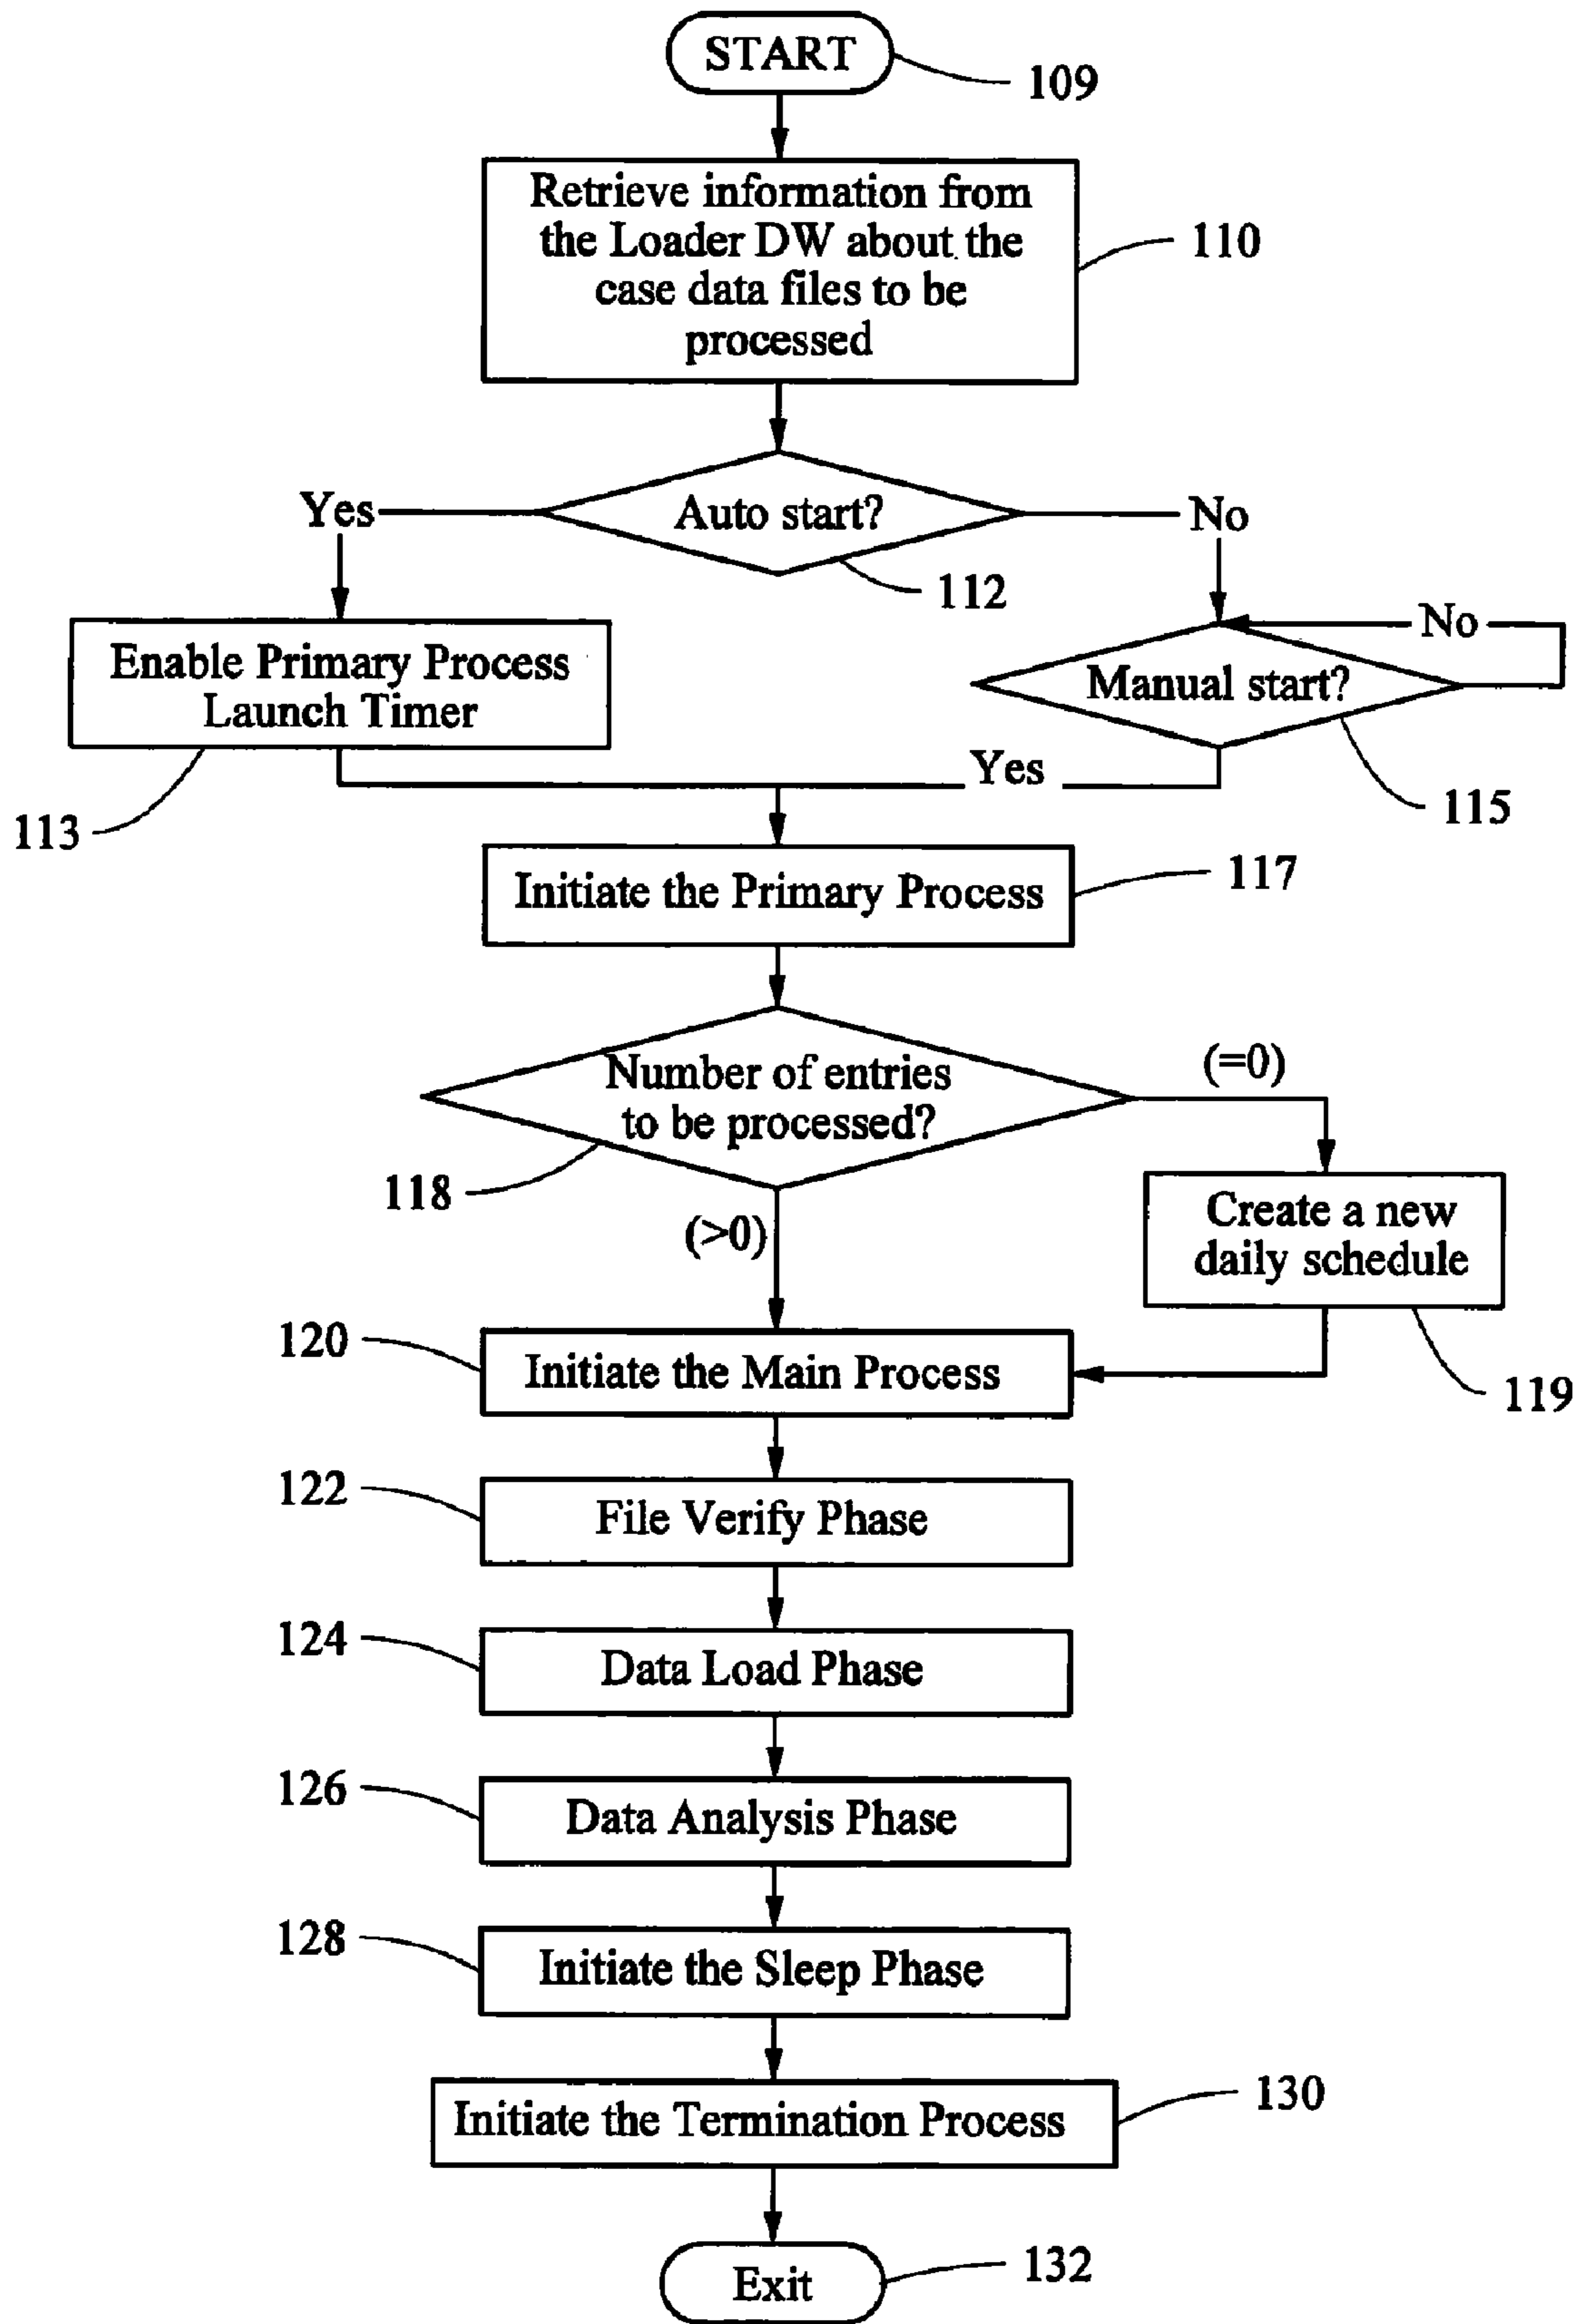 START
109
Retrieve information from
the Loader DW about the
case data files to be
processed
110
Auto start?
Yes
No
112
Enable Primary Process
Launch Timer
113
Manual start?
No
Yes
115
Initiate the Primary Process
117
Number of entries
to be processed?
(=0)
118
(>0)
Create a new
daily schedule
119
120
Initiate the Main Process
122
File Verify Phase
124
Data Load Phase
126
Data Analysis Phase
128
Initiate the Sleep Phase
130
Initiate the Termination Process
Exit
132